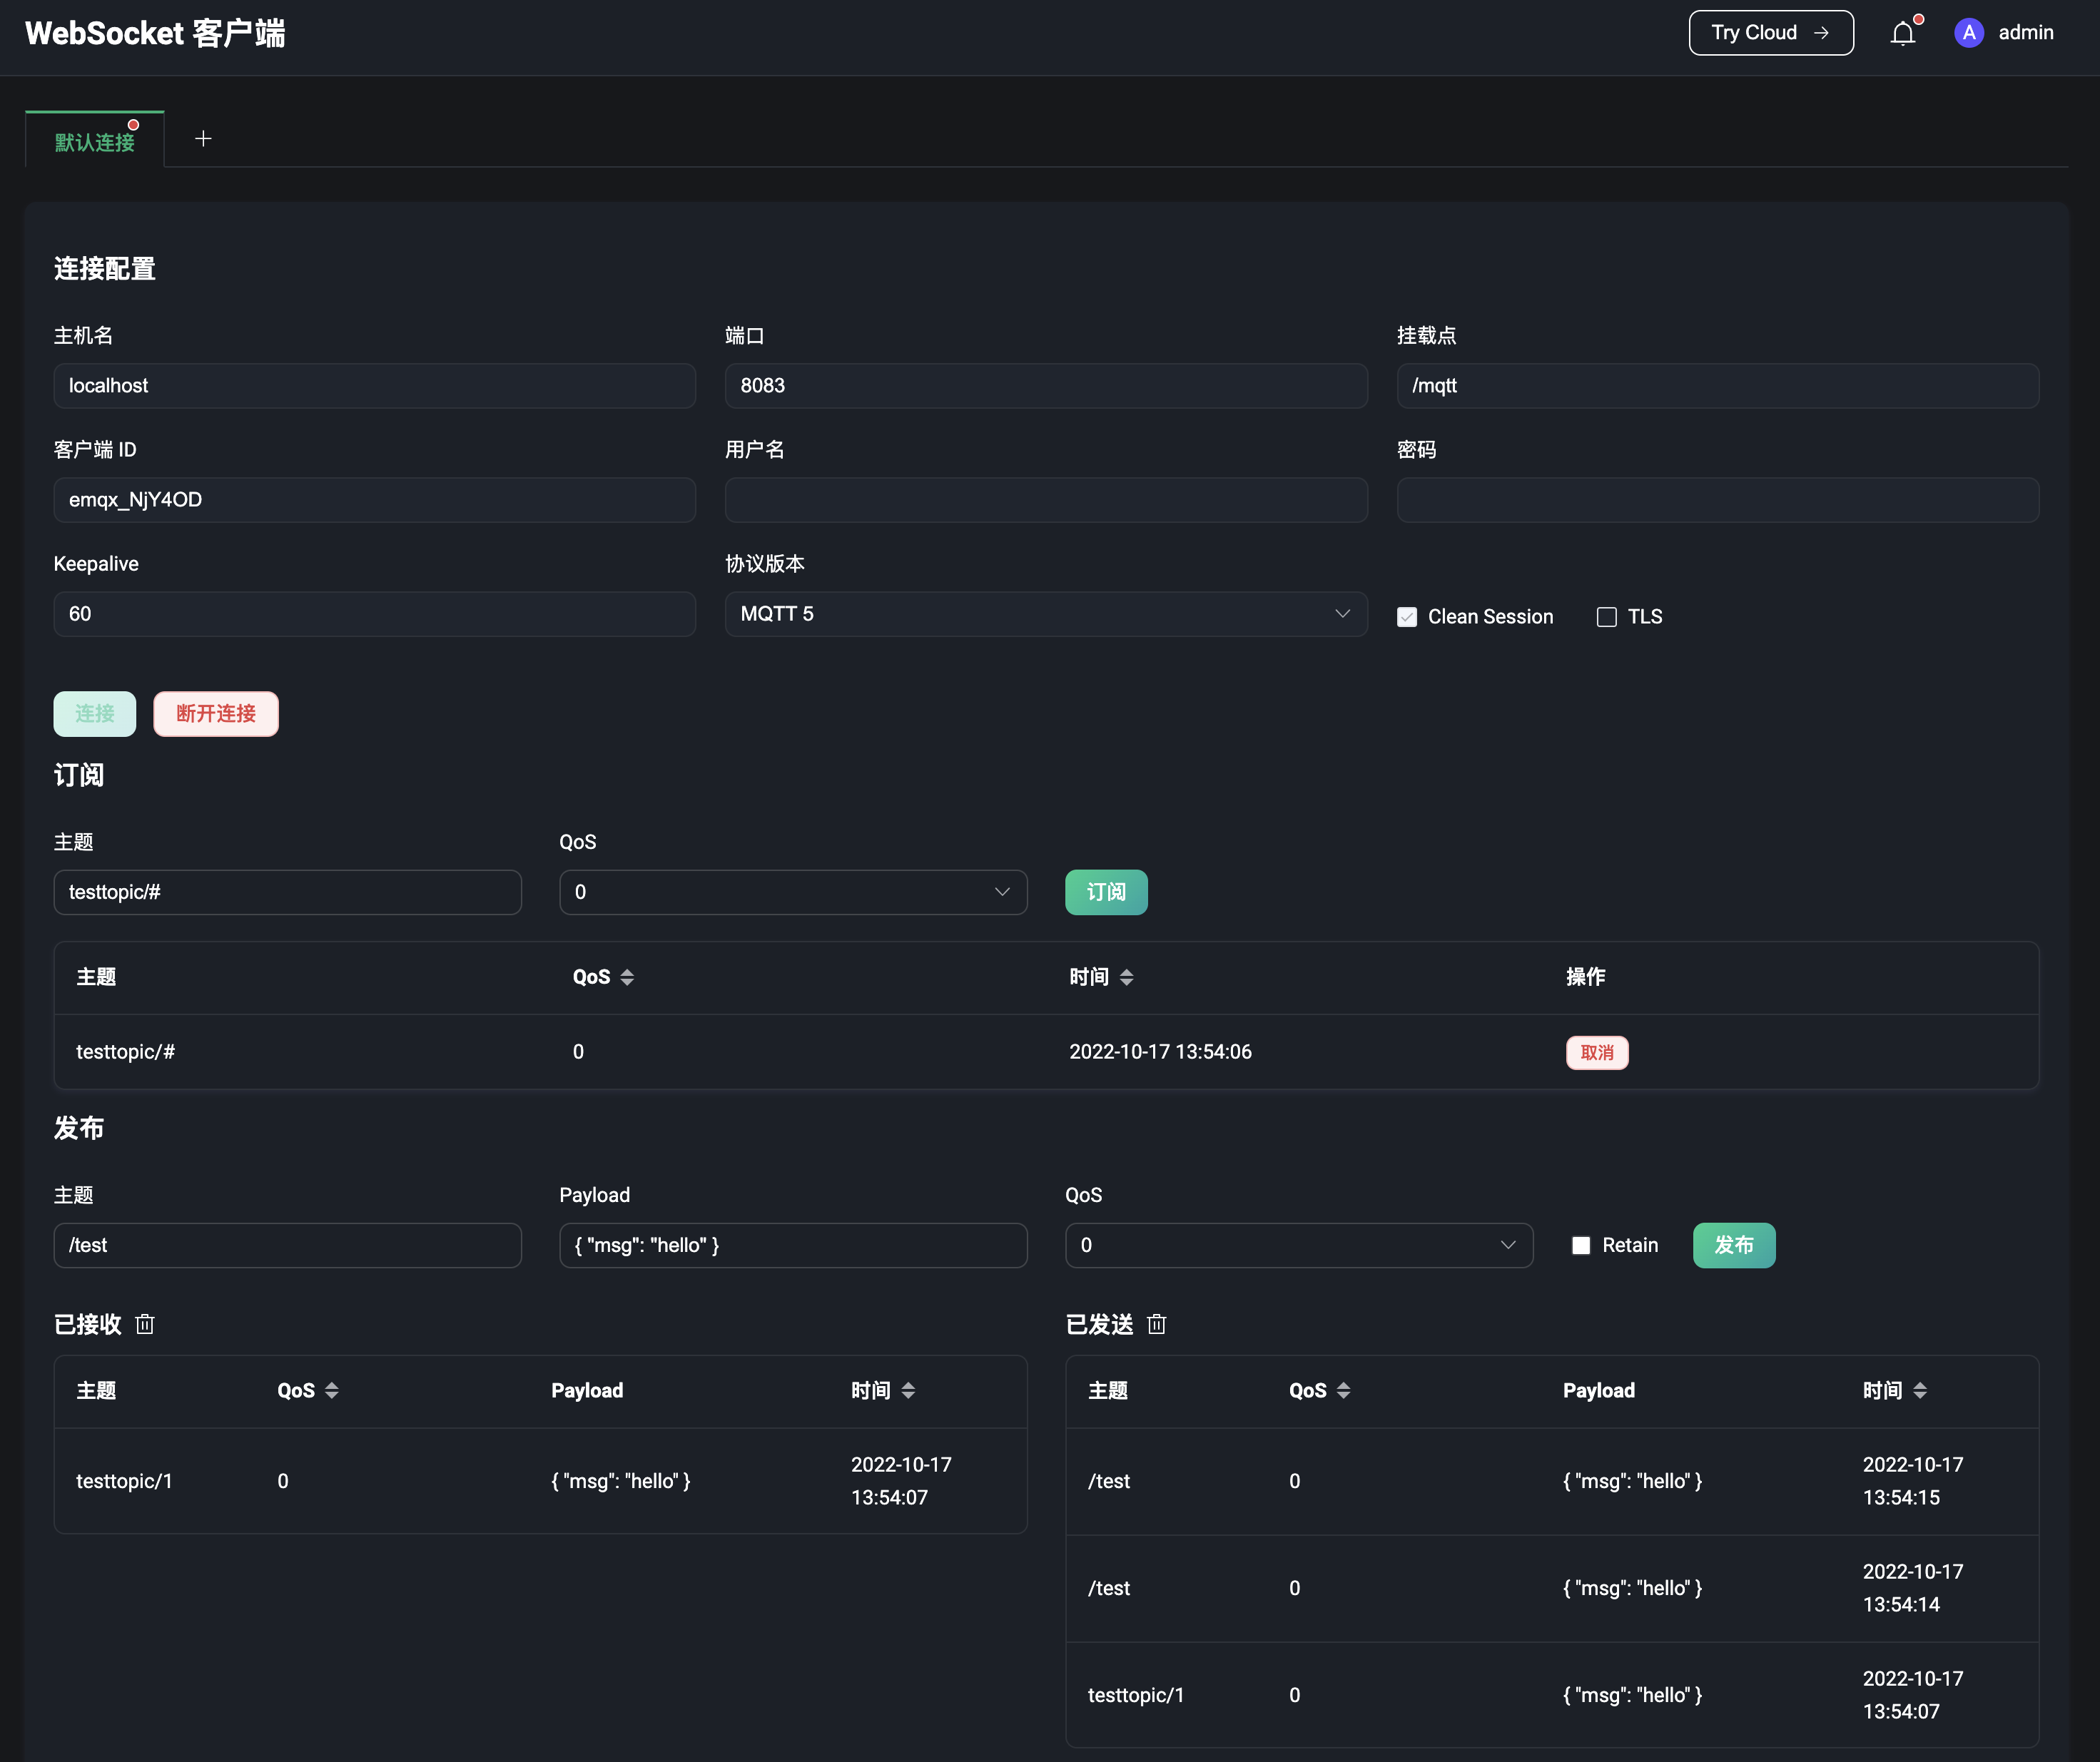 WebSocket 客户端
Try Cloud
A
admin
默认连接
连接配置
主机名
端口
挂载点
localhost
8083
/mqtt
客户端 ID
用户名
密码
emqx_NjY4OD
Keepalive
协议版本
60
MQTT 5
Clean Session
TLS
连接
断开连接
订阅
主题
QoS
testtopic/#
0
订阅
主题
QoS
时间
操作
testtopic/#
0
2022-10-17 13:54:06
取消
发布
主题
Payload
QoS
/test
{ "msg": "hello" }
0
Retain
发布
已接收
主题
QoS
Payload
时间
testtopic/1
0
{ "msg": "hello" }
2022-10-17
13:54:07
已发送
主题
QoS
Payload
时间
/test
0
{ "msg": "hello" }
2022-10-17
13:54:15
/test
0
{ "msg": "hello" }
2022-10-17
13:54:14
testtopic/1
0
{ "msg": "hello" }
2022-10-17
13:54:07